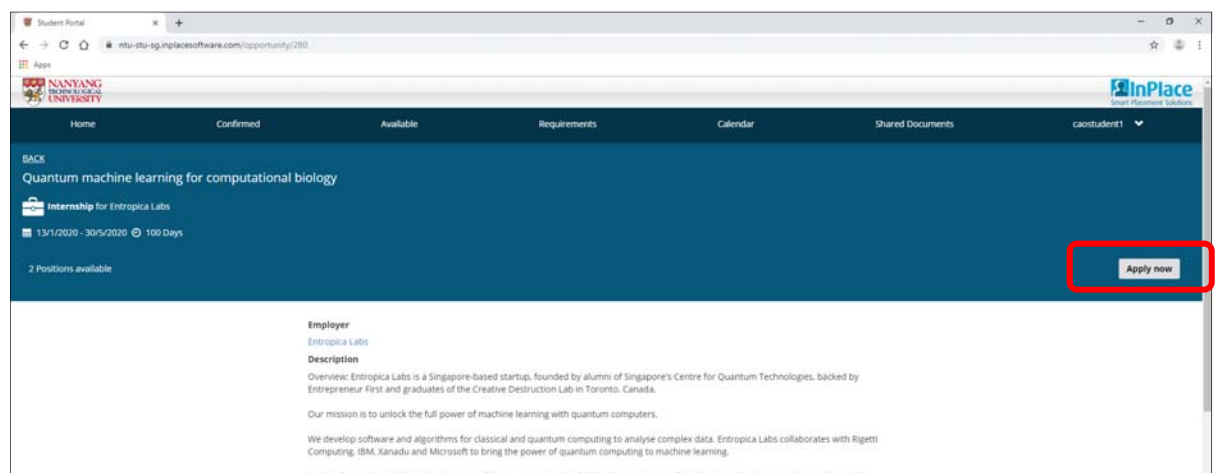 Student Portal
ntu-stu-sg.inplacesoftware.com/opportunity/280
Apps
NANYANG
TECHNOLOGICAL
UNIVERSITY
InPlace
Smart Placement Solutions
Home Confirmed Available Requirements Calendar Shared Documents caostudent1
BACK
Quantum machine learning for computational biology
Internship for Entropica Labs
13/1/2020 - 30/5/2020 100 Days
2 Positions available
Apply now
Employer
Entropica Labs
Description
Overview: Entropica Labs is a Singapore-based startup, founded by alumni of Singapore's Centre for Quantum Technologies, backed by
Entrepreneur First and graduates of the Creative Destruction Lab in Toronto, Canada.
Our mission is to unlock the full power of machine learning with quantum computers.
We develop software and algorithms for classical and quantum computing to analyse complex data. Entropica Labs collaborates with Rigetti
Computing, IBM, Xanadu and Microsoft to bring the power of quantum computing to machine learning.